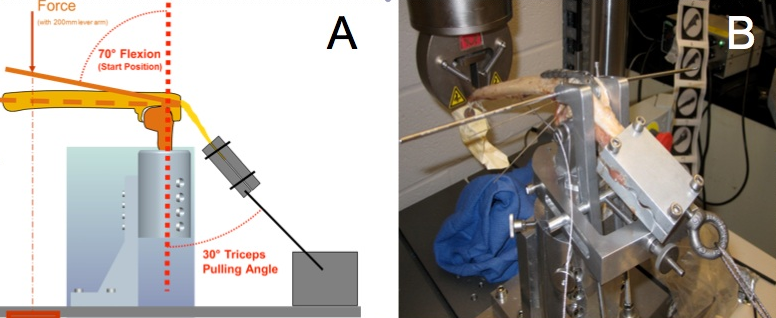 Force
(with 200mm lever arm)
A
70° Flexion
(Start Position)
30° Triceps
Pulling Angle
B